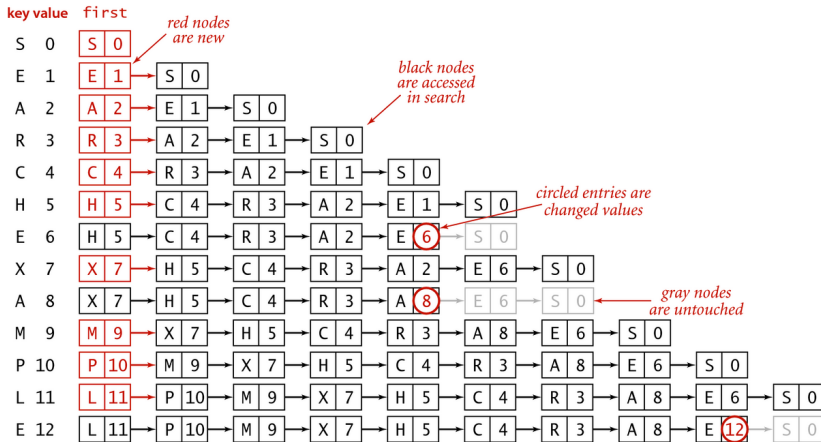 key value first
red nodes
are new
S 0 S 0
E 1 E 1 S 0
black nodes
are accessed
in search
A 2 A 2 E 1 S 0
R 3 R 3 A 2 E 1 S 0
C 4 C 4 R 3 A 2 E 1 S 0
circled entries are
changed values
H 5 H 5 C 4 R 3 A 2 E 1 S 0
E 6 H 5 C 4 R 3 A 2 E 6 S 0
X 7 X 7 H 5 C 4 R 3 A 2 E 6 S 0
A 8 X 7 H 5 C 4 R 3 A 8 E 6 S 0
gray nodes
are untouched
M 9 M 9 X 7 H 5 C 4 R 3 A 8 E 6 S 0
P 10 P 10 M 9 X 7 H 5 C 4 R 3 A 8 E 6 S 0
L 11 L 11 P 10 M 9 X 7 H 5 C 4 R 3 A 8 E 6 S 0
E 12 L 11 P 10 M 9 X 7 H 5 C 4 R 3 A 8 E 12 S 0